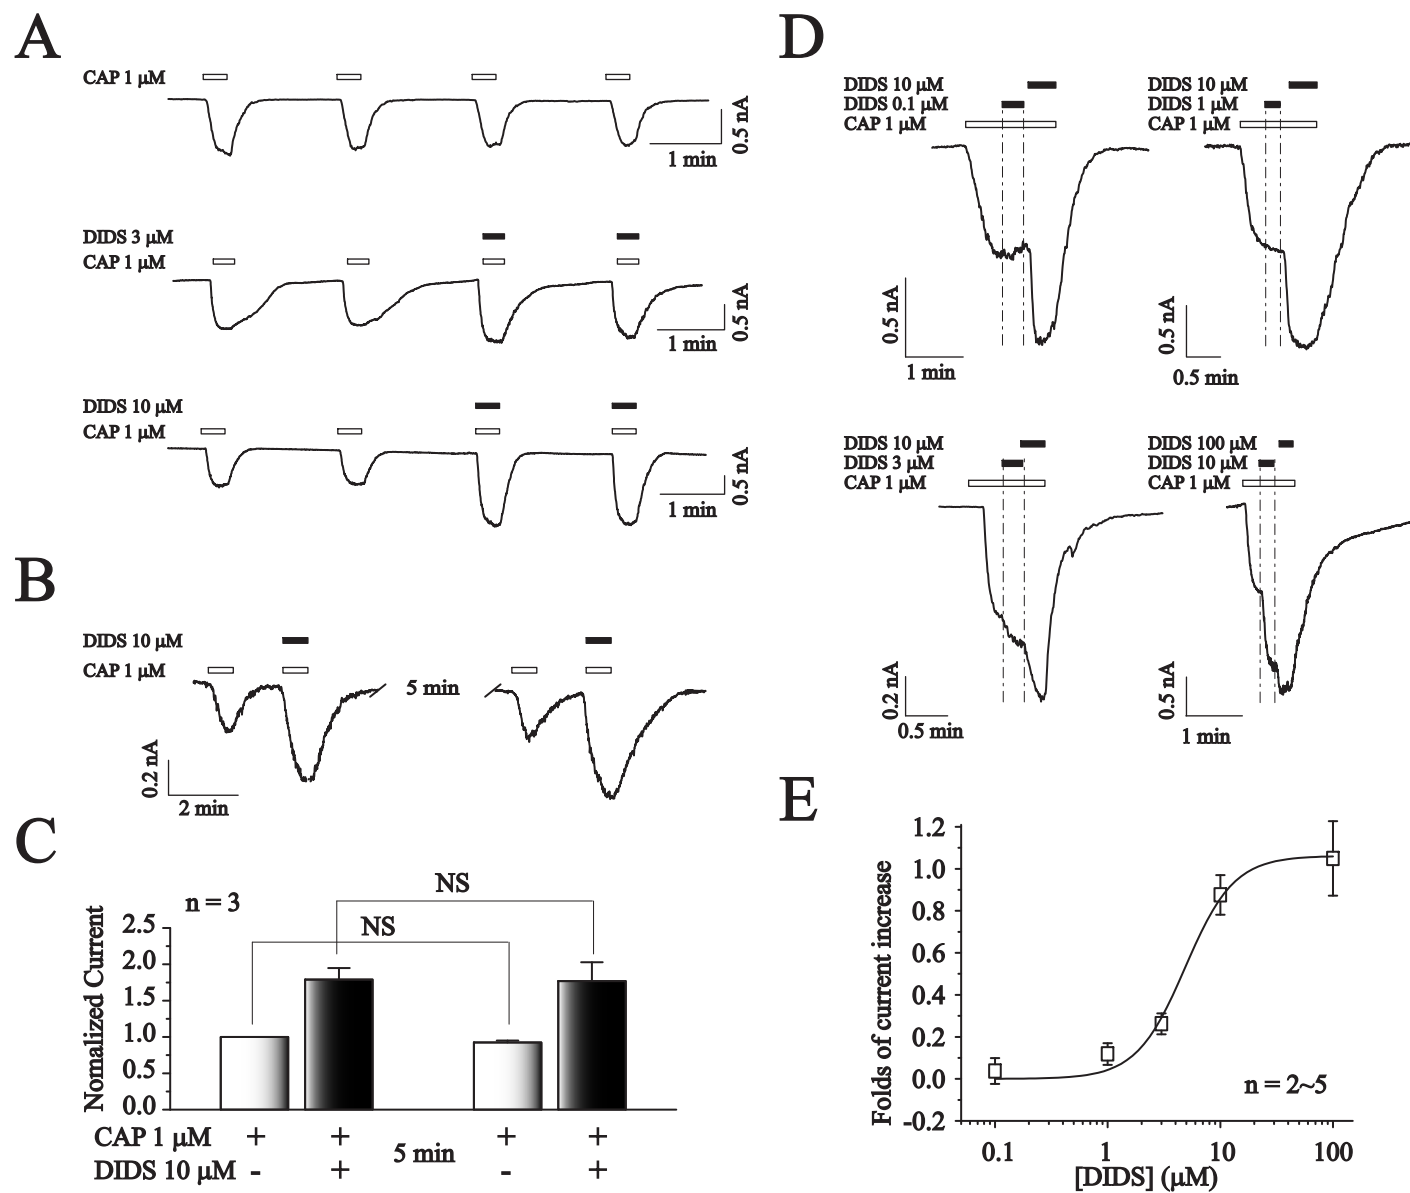 A
CAP 1 μM
1 min
0.5 nA
DIDS 3 μM
CAP 1 μM
1 min
0.5 nA
DIDS 10 μM
CAP 1 μM
1 min
0.5 nA
B
DIDS 10 μM
CAP 1 μM
5 min
0.2 nA
2 min
C
n = 3
NS
NS
Nomalized Current
2.5
2.0
1.5
1.0
0.5
0.0
CAP 1 μM + + + +
5 min
DIDS 10 μM - + - +
D
DIDS 10 μM
DIDS 0.1 μM
CAP 1 μM
0.5 nA
1 min
DIDS 10 μM
DIDS 1 μM
CAP 1 μM
0.5 nA
0.5 min
DIDS 10 μM
DIDS 3 μM
CAP 1 μM
0.2 nA
0.5 min
DIDS 100 μM
DIDS 10 μM
CAP 1 μM
0.5 nA
1 min
E
Folds of current increase
1.2
1.0
0.8
0.6
0.4
0.2
0.0
-0.2
n = 2~5
0.1 1 10 100
[DIDS] (μM)